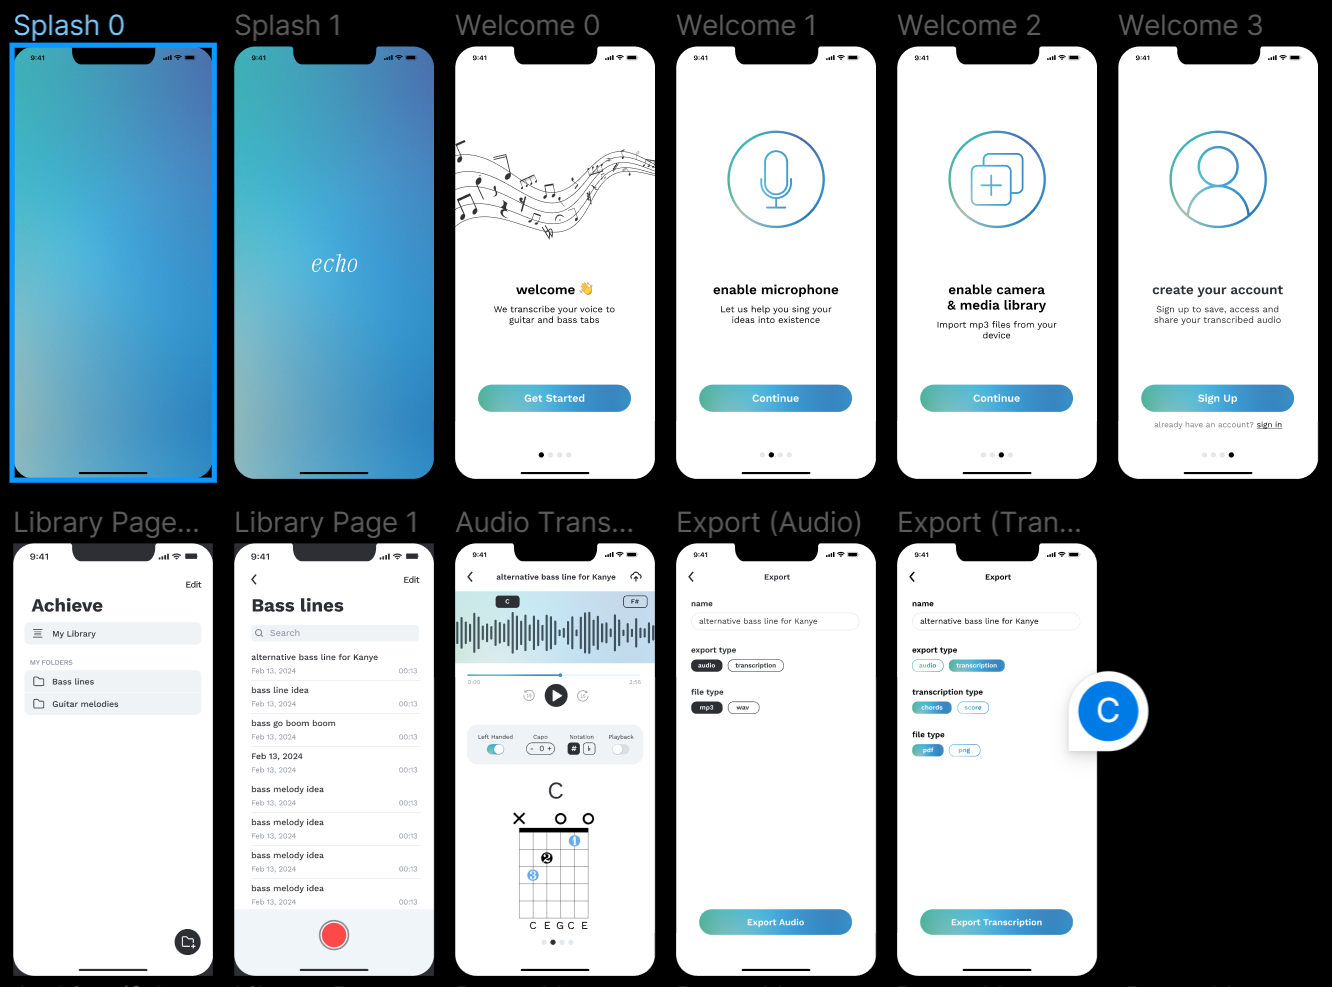 Splash 0
Splash 1
Welcome 0
Welcome 1
Welcome 2
Welcome 3
9:41
9:41
echo
9:41
welcome 👋
We transcribe your voice to
guitar and bass tabs
Get Started
9:41
enable microphone
Let us help you sing your
ideas into existence
Continue
9:41
enable camera
& media library
Import mp3 files from your
device
Continue
9:41
create your account
Sign up to save, access and
share your transcribed audio
Sign Up
already have an account? sign in
Library Page...
Library Page 1
Audio Trans...
Export (Audio)
Export (Tran...
9:41
Edit
Achieve
My Library
MY FOLDERS
Bass lines
Guitar melodies
9:41
Edit
Bass lines
Search
alternative bass line for Kanye
Feb 13, 2024 00:13
bass line idea
Feb 13, 2024 00:13
bass go boom boom
Feb 13, 2024 00:13
Feb 13, 2024
Feb 13, 2024 00:13
bass melody idea
Feb 13, 2024 00:13
bass melody idea
Feb 13, 2024 00:13
bass melody idea
Feb 13, 2024 00:13
bass melody idea
Feb 13, 2024 00:13
9:41
alternative bass line for Kanye
C F#
0:00 2:56
15 15
Left Handed Capo Notation Playback
- 0 + # ♭
C
X O O
1
2
3
C E G C E
9:41
Export
name
alternative bass line for Kanye
export type
audio transcription
file type
mp3 wav
Export Audio
9:41
Export
name
alternative bass line for Kanye
export type
audio transcription
transcription type
chords score
file type
pdf png
Export Transcription
C